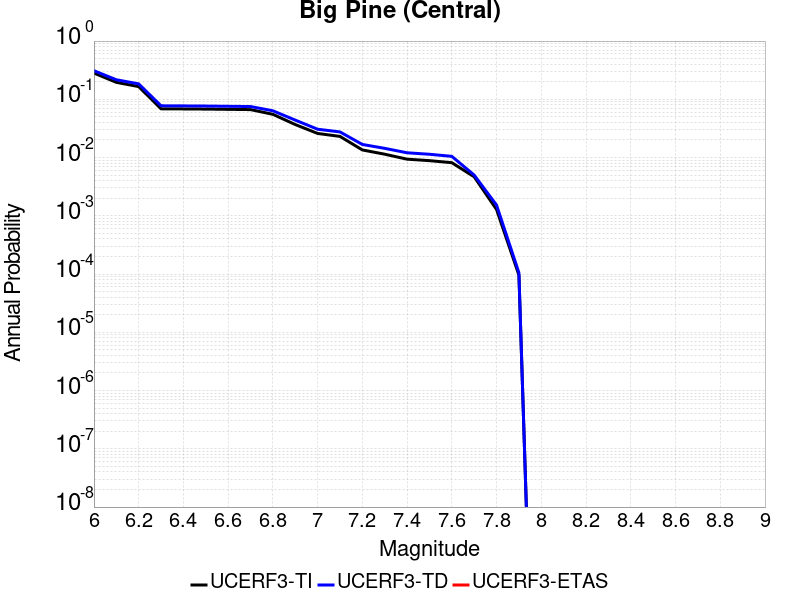 Big Pine (Central)
Annual Probability
10^0
10^-1
10^-2
10^-3
10^-4
10^-5
10^-6
10^-7
10^-8
6 6.2 6.4 6.6 6.8 7 7.2 7.4 7.6 7.8 8 8.2 8.4 8.6 8.8 9
Magnitude
UCERF3-TI UCERF3-TD UCERF3-ETAS